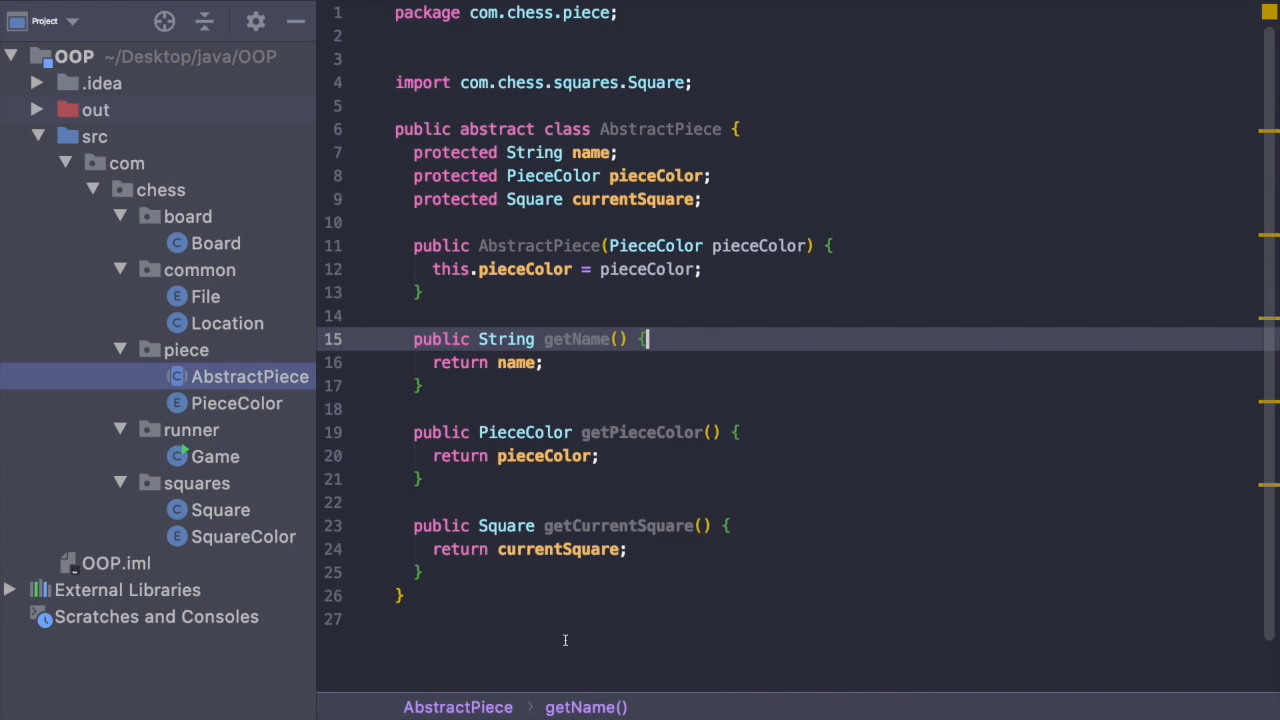 Project
OOP ~/Desktop/java/OOP
.idea
out
src
com
chess
board
C Board
common
E File
C Location
piece
C AbstractPiece
E PieceColor
runner
C Game
squares
C Square
E SquareColor
OOP.iml
External Libraries
Scratches and Consoles
1 package com.chess.piece;
2
3
4 import com.chess.squares.Square;
5
6 public abstract class AbstractPiece {
7 protected String name;
8 protected PieceColor pieceColor;
9 protected Square currentSquare;
10
11 public AbstractPiece(PieceColor pieceColor) {
12 this.pieceColor = pieceColor;
13 }
14
15 public String getName() {
16 return name;
17 }
18
19 public PieceColor getPieceColor() {
20 return pieceColor;
21 }
22
23 public Square getCurrentSquare() {
24 return currentSquare;
25 }
26 }
27
AbstractPiece › getName()